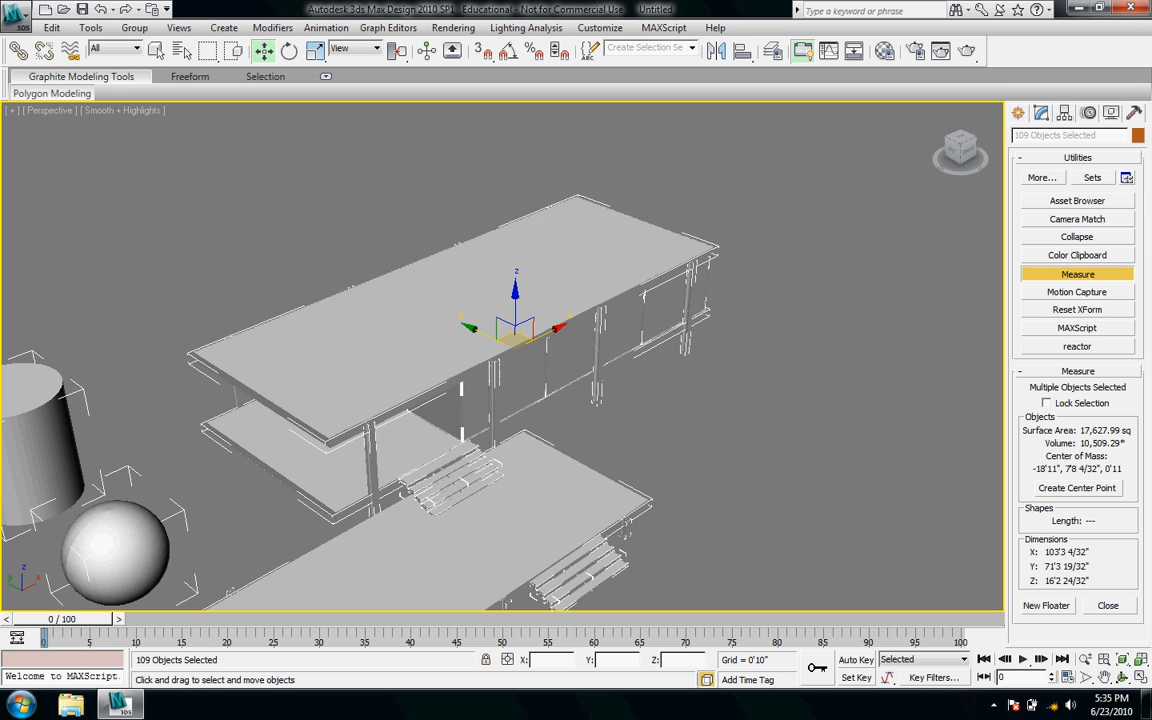 Autodesk 3ds Max Design 2010 SP1 Educational - Not for Commercial Use Untitled
Type a keyword or phrase
3DS
Edit Tools Group Views Create Modifiers Animation Graph Editors Rendering Lighting Analysis Customize MAXScript Help
All View Create Selection Se
Graphite Modeling Tools Freeform Selection
Polygon Modeling
[ + ] [ Perspective ] [ Smooth + Highlights ]
109 Objects Selected
- Utilities
More... Sets
Asset Browser
Camera Match
Collapse
Color Clipboard
Measure
Motion Capture
Reset XForm
MAXScript
reactor
- Measure
Multiple Objects Selected
Lock Selection
Objects
Surface Area: 17,627.99 sq
Volume: 10,509.29*
Center of Mass:
-18'11", 7'8 4/32", 0'11
Create Center Point
Shapes
Length: ---
Dimensions
X: 103'3 4/32"
Y: 71'3 19/32"
Z: 16'2 24/32"
New Floater Close
z
z
y x
< 0 / 100 >
0 5 10 15 20 25 30 35 40 45 50 55 60 65 70 75 80 85 90 95 100
109 Objects Selected X: Y: Z: Grid = 0'10" Auto Key Selected
Welcome to MAXScript. Click and drag to select and move objects Add Time Tag Set Key Key Filters... 0
5:35 PM
6/23/2010